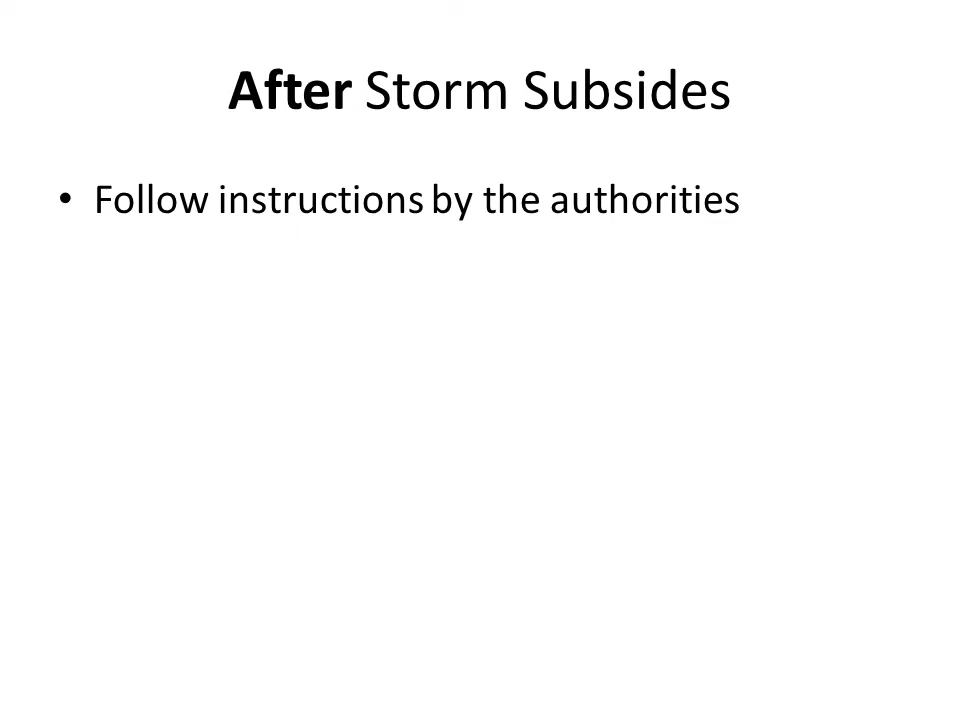 After Storm Subsides
• Follow instructions by the authorities